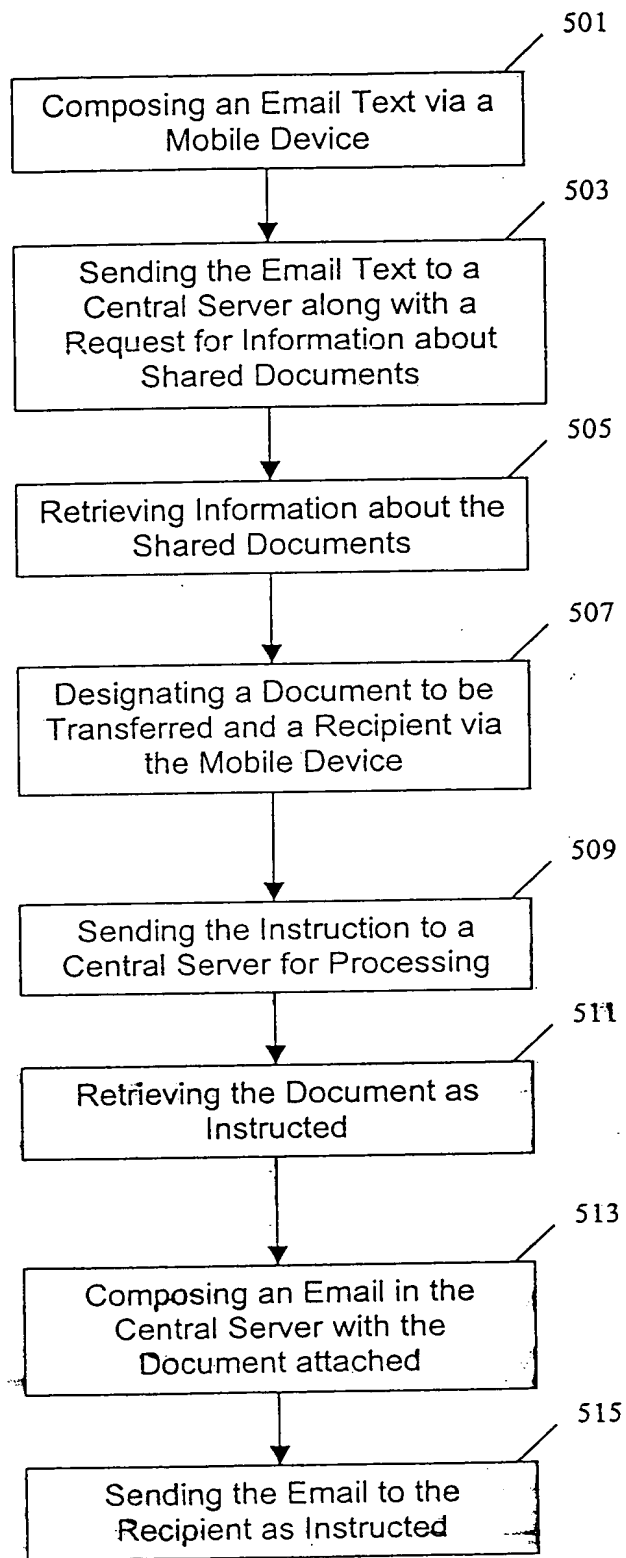 501
Composing an Email Text via a
Mobile Device
503
Sending the Email Text to a
Central Server along with a
Request for Information about
Shared Documents
505
Retrieving Information about the
Shared Documents
507
Designating a Document to be
Transferred and a Recipient via
the Mobile Device
509
Sending the Instruction to a
Central Server for Processing
511
Retrieving the Document as
Instructed
513
Composing an Email in the
Central Server with the
Document attached
515
Sending the Email to the
Recipient as Instructed